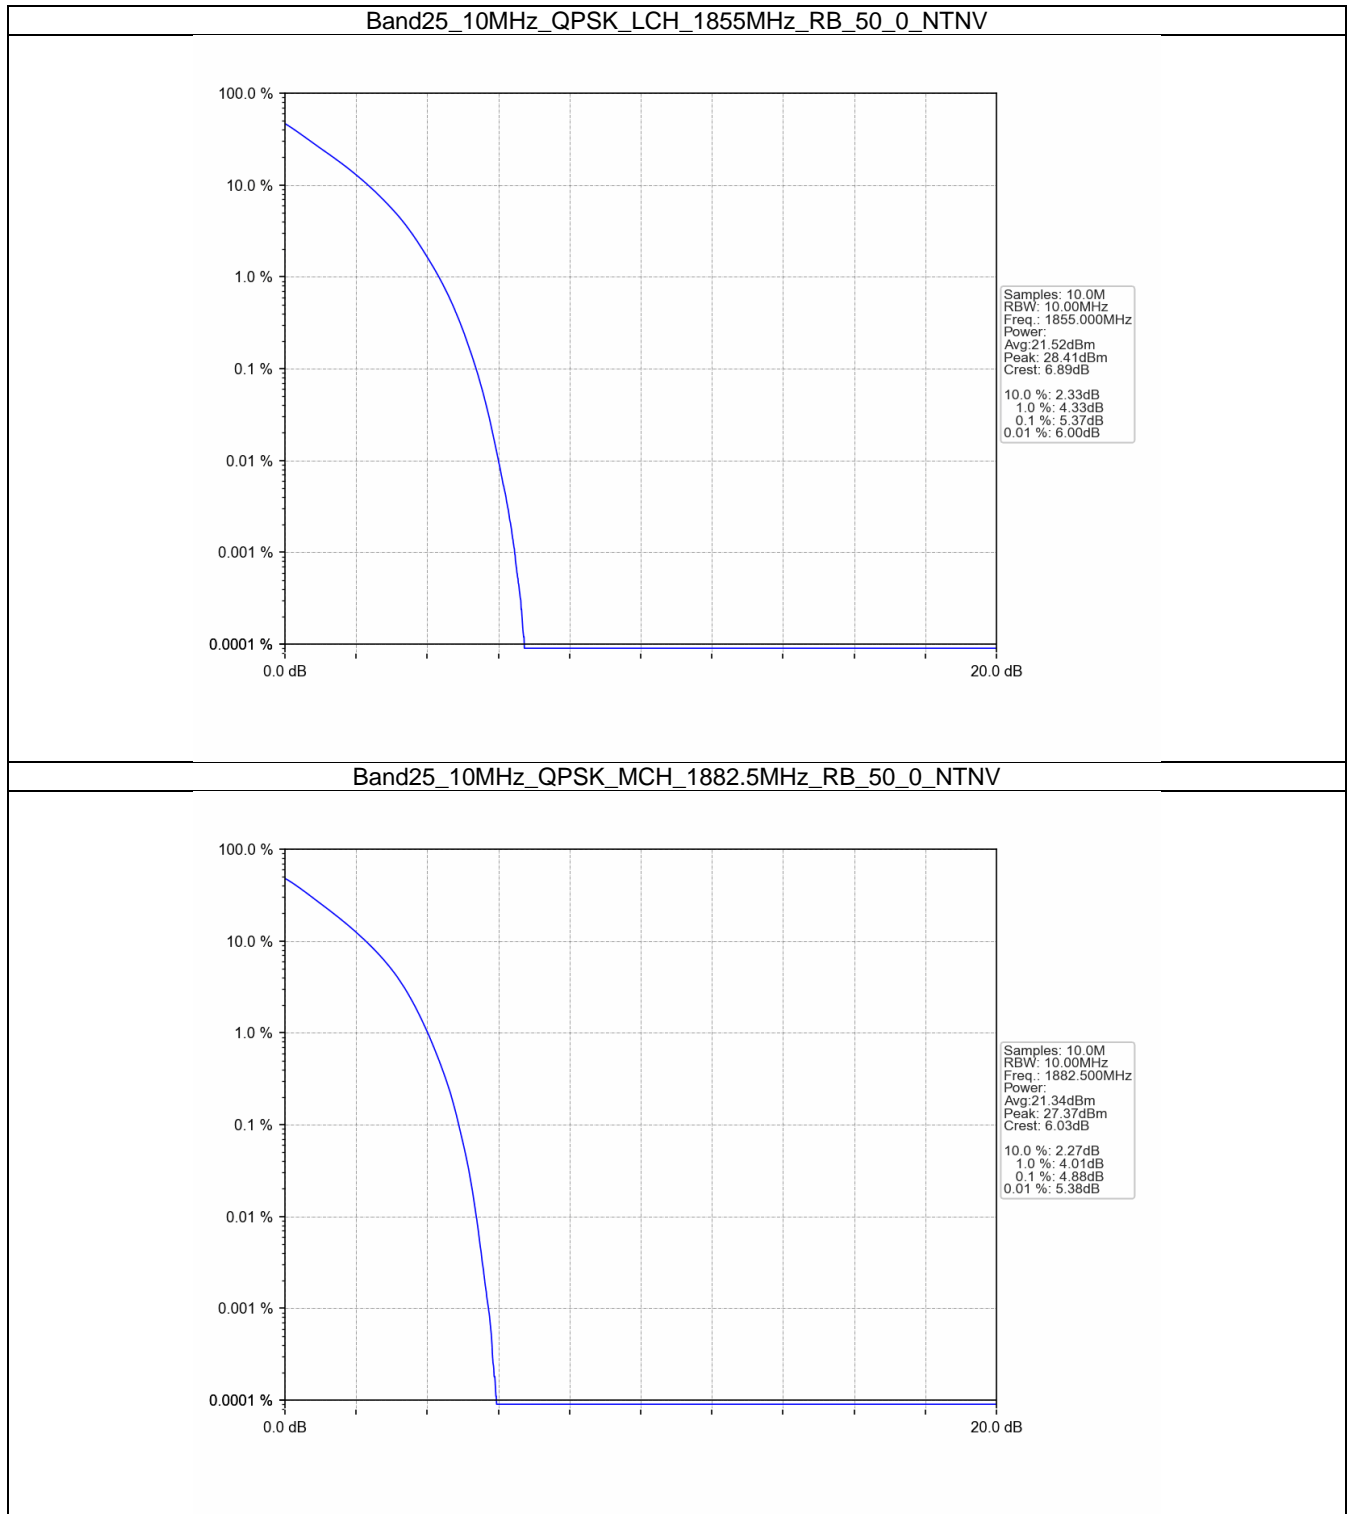 Band25_10MHz_QPSK_LCH_1855MHz_RB_50_0_NTNV
100.0 %
10.0 %
1.0 %
0.1 %
0.01 %
0.001 %
0.0001 %
0.0 dB
20.0 dB
Samples: 10.0M
RBW: 10.00MHz
Freq.: 1855.000MHz
Power:
Avg:21.52dBm
Peak: 28.41dBm
Crest: 6.89dB
10.0 %: 2.33dB
1.0 %: 4.33dB
0.1 %: 5.37dB
0.01 %: 6.00dB
Band25_10MHz_QPSK_MCH_1882.5MHz_RB_50_0_NTNV
100.0 %
10.0 %
1.0 %
0.1 %
0.01 %
0.001 %
0.0001 %
0.0 dB
20.0 dB
Samples: 10.0M
RBW: 10.00MHz
Freq.: 1882.500MHz
Power:
Avg:21.34dBm
Peak: 27.37dBm
Crest: 6.03dB
10.0 %: 2.27dB
1.0 %: 4.01dB
0.1 %: 4.88dB
0.01 %: 5.38dB